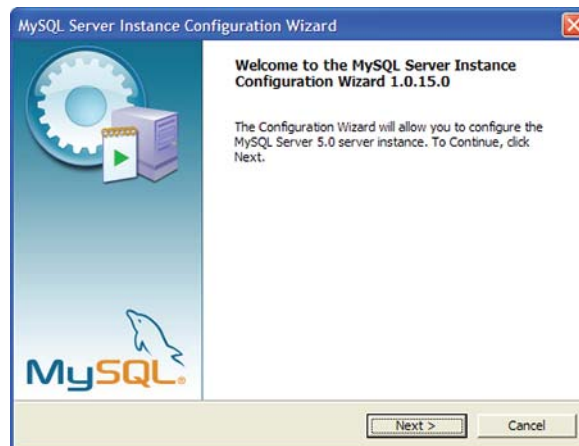 MySQL Server Instance Configuration Wizard
Welcome to the MySQL Server Instance
Configuration Wizard 1.0.15.0
The Configuration Wizard will allow you to configure the
MySQL Server 5.0 server instance. To Continue, click
Next.
MySQL®
Next >
Cancel